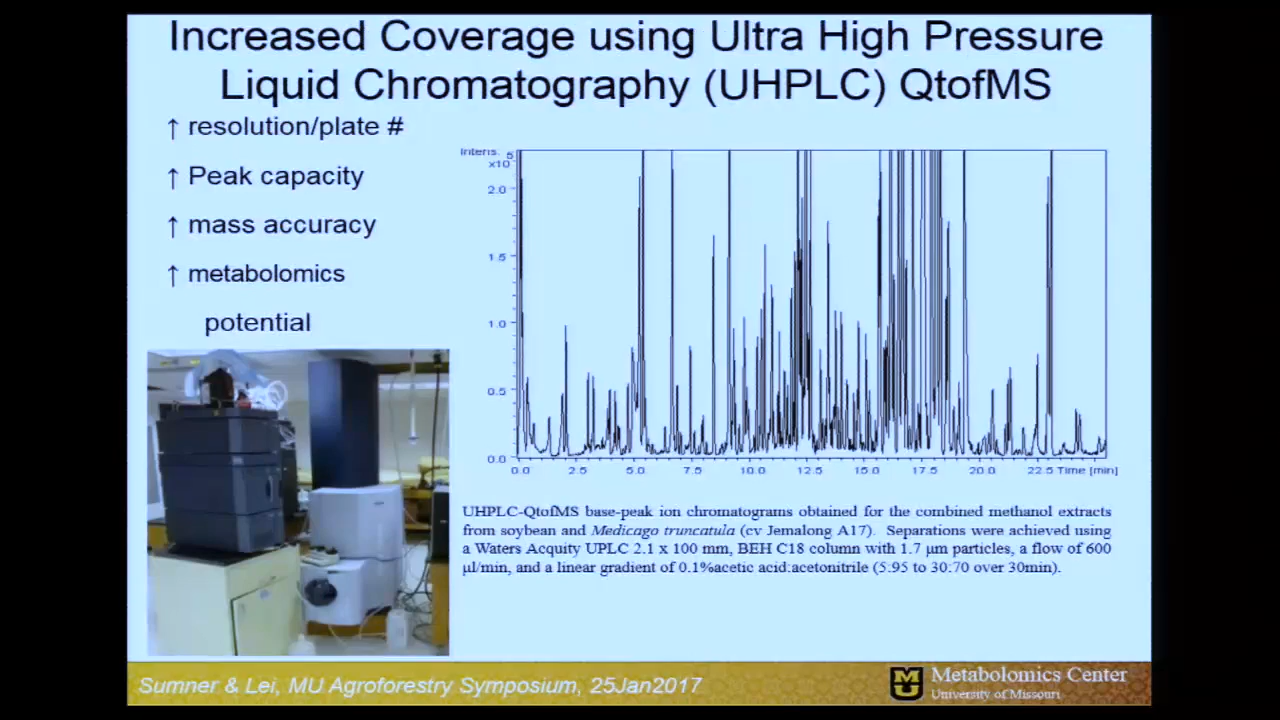 Increased Coverage using Ultra High Pressure
Liquid Chromatography (UHPLC) QtofMS
↑ resolution/plate #
↑ Peak capacity
↑ mass accuracy
↑ metabolomics
potential
Intens. 5
x10
2.0
1.5
1.0
0.5
0.0
0.0 2.5 5.0 7.5 10.0 12.5 15.0 17.5 20.0 22.5 Time [min]
UHPLC-QtofMS base-peak ion chromatograms obtained for the combined methanol extracts
from soybean and Medicago truncatula (cv Jemalong A17). Separations were achieved using
a Waters Acquity UPLC 2.1 x 100 mm, BEH C18 column with 1.7 μm particles, a flow of 600
μl/min, and a linear gradient of 0.1%acetic acid:acetonitrile (5:95 to 30:70 over 30min).
Sumner & Lei, MU Agroforestry Symposium, 25Jan2017
MU
Metabolomics Center
University of Missouri